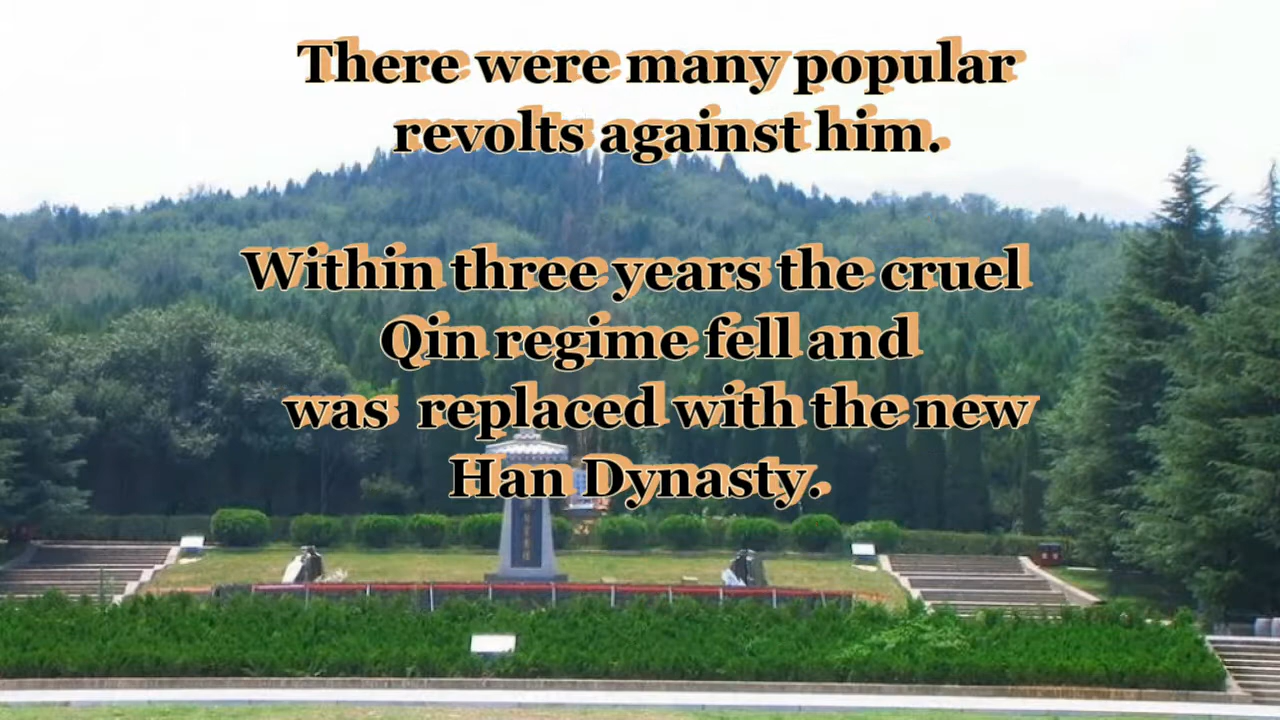 There were many popular
revolts against him.
Within three years the cruel
Qin regime fell and
was replaced with the new
Han Dynasty.